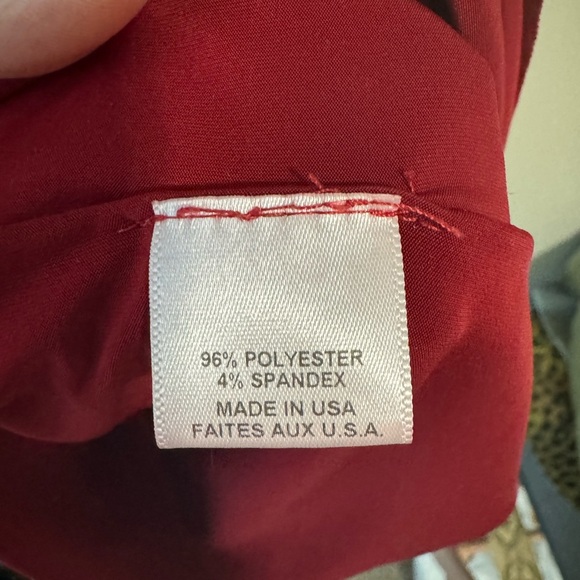 96% POLYESTER
4% SPANDEX
MADE IN USA
FAITES AUX U.S.A.